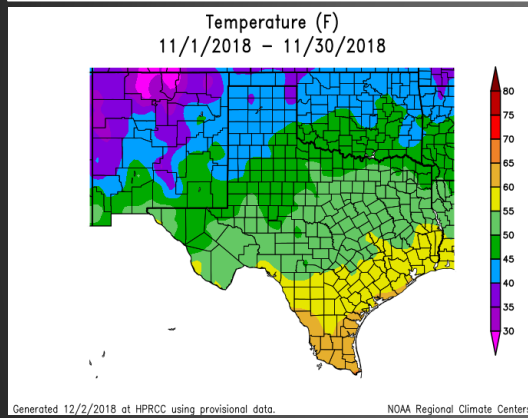 Temperature (F)
11/1/2018 – 11/30/2018
80
75
70
65
60
55
50
45
40
35
30
Generated 12/2/2018 at HPRCC using provisional data.
NOAA Regional Climate Centers